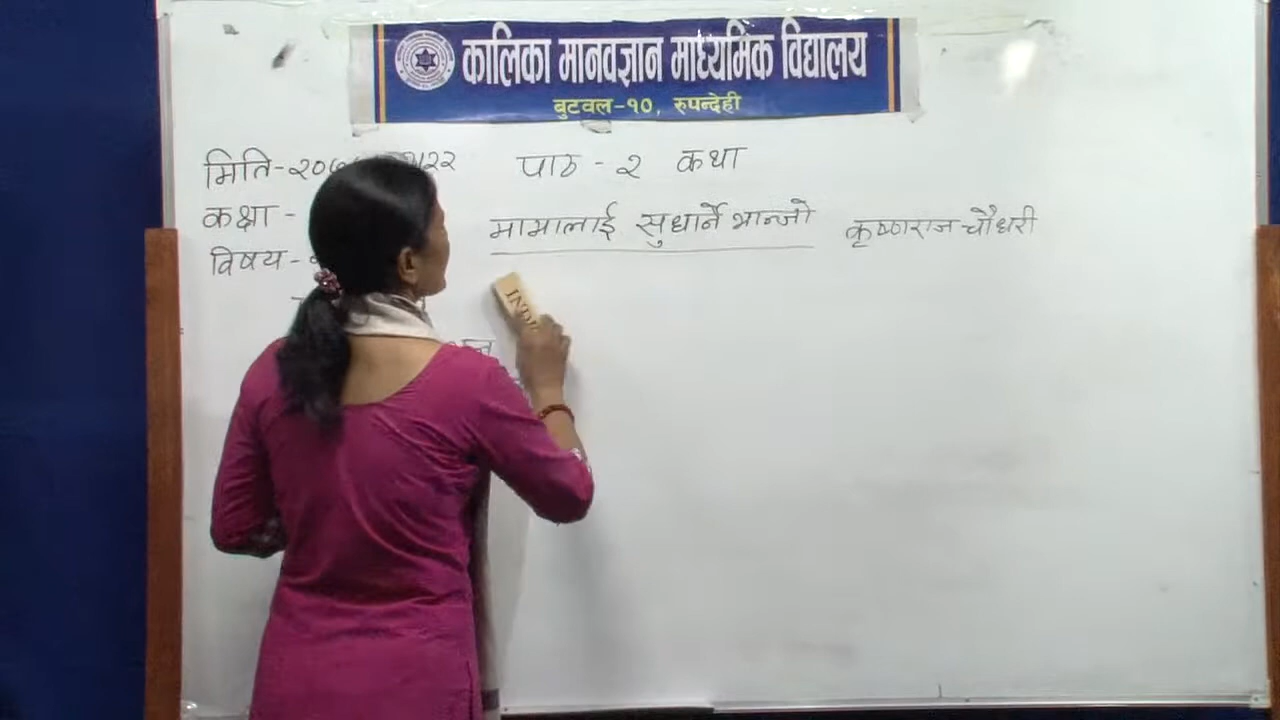 कालिका मानवज्ञान माध्यमिक विद्यालय
बुटवल-१०, रुपन्देही
मिति-
पाठ - २ कथा
कक्षा -
मामालाई सुधार्ने भान्जो कृष्णराज चौधरी
विषय-